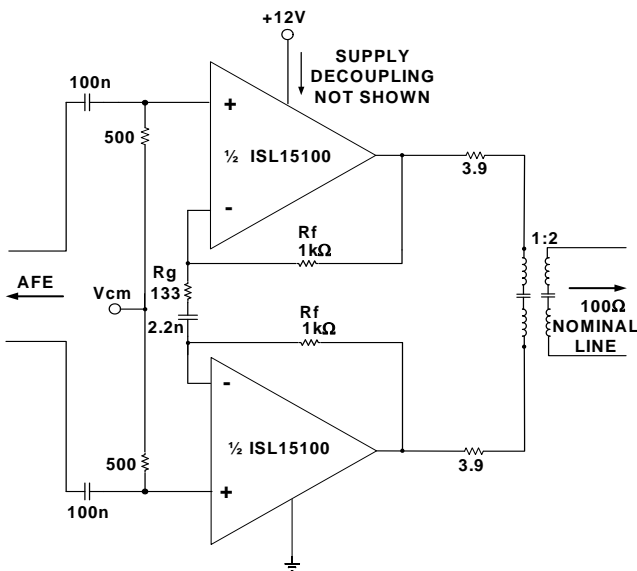 +12V
SUPPLY
DECOUPLING
NOT SHOWN
100n
+
500
½ ISL15100
3.9
-
Rf
1kΩ
1:2
Rg
133
AFE
Vcm
2.2n
Rf
1kΩ
100Ω
NOMINAL
LINE
-
½ ISL15100
500
3.9
+
100n